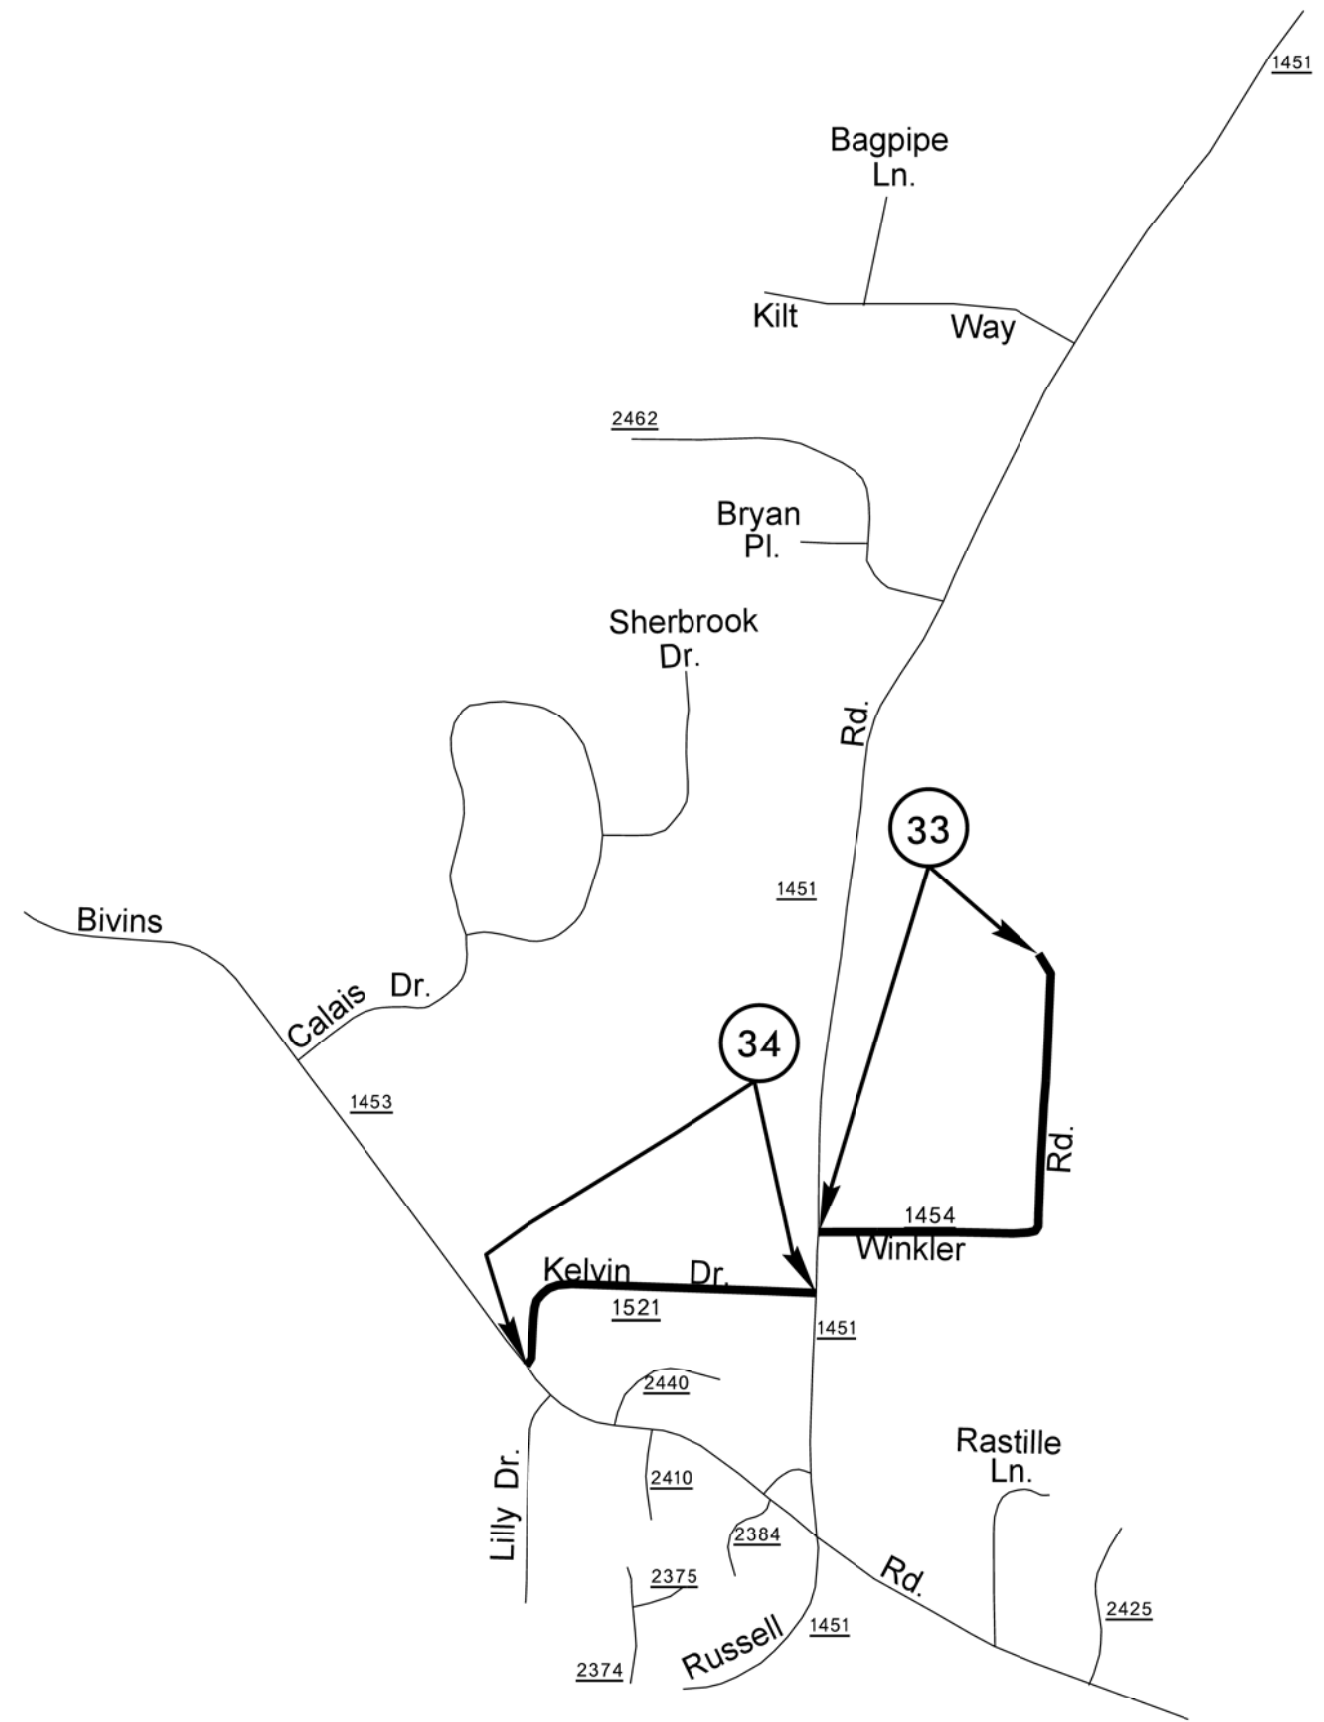 1451
Bagpipe
Ln.
Kilt Way
2462
Bryan
Pl.
Sherbrook
Dr.
Rd.
33
1451
Bivins
Calais Dr.
34
1453
Rd.
1454
Winkler
Kelvin Dr.
1521
1451
2440
Rastille
Ln.
Lilly Dr.
2410
2384
Rd.
2375
2425
1451
Russell
2374